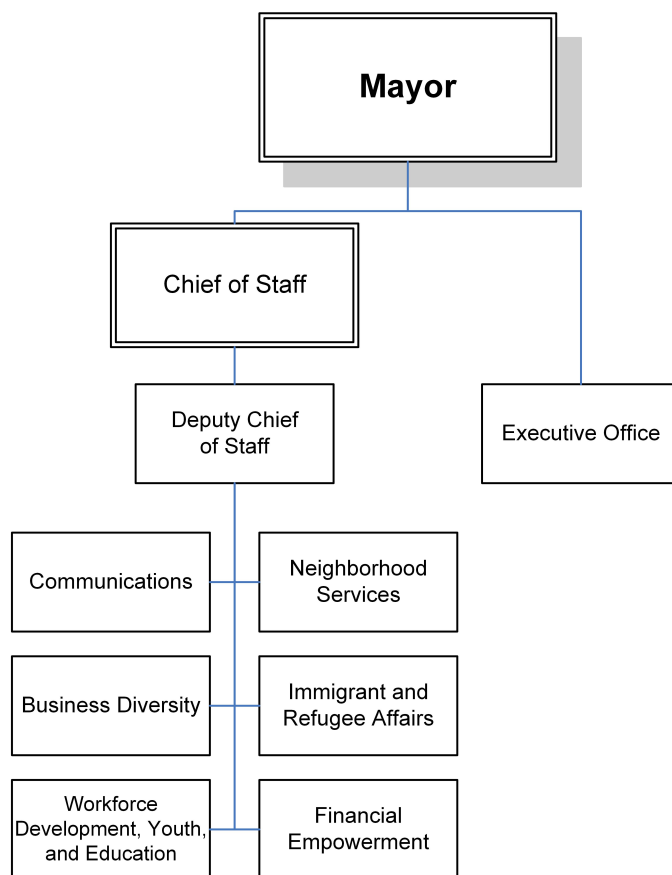 Mayor
Chief of Staff
Deputy Chief
of Staff
Executive Office
Communications
Neighborhood
Services
Business Diversity
Immigrant and
Refugee Affairs
Workforce
Development, Youth,
and Education
Financial
Empowerment